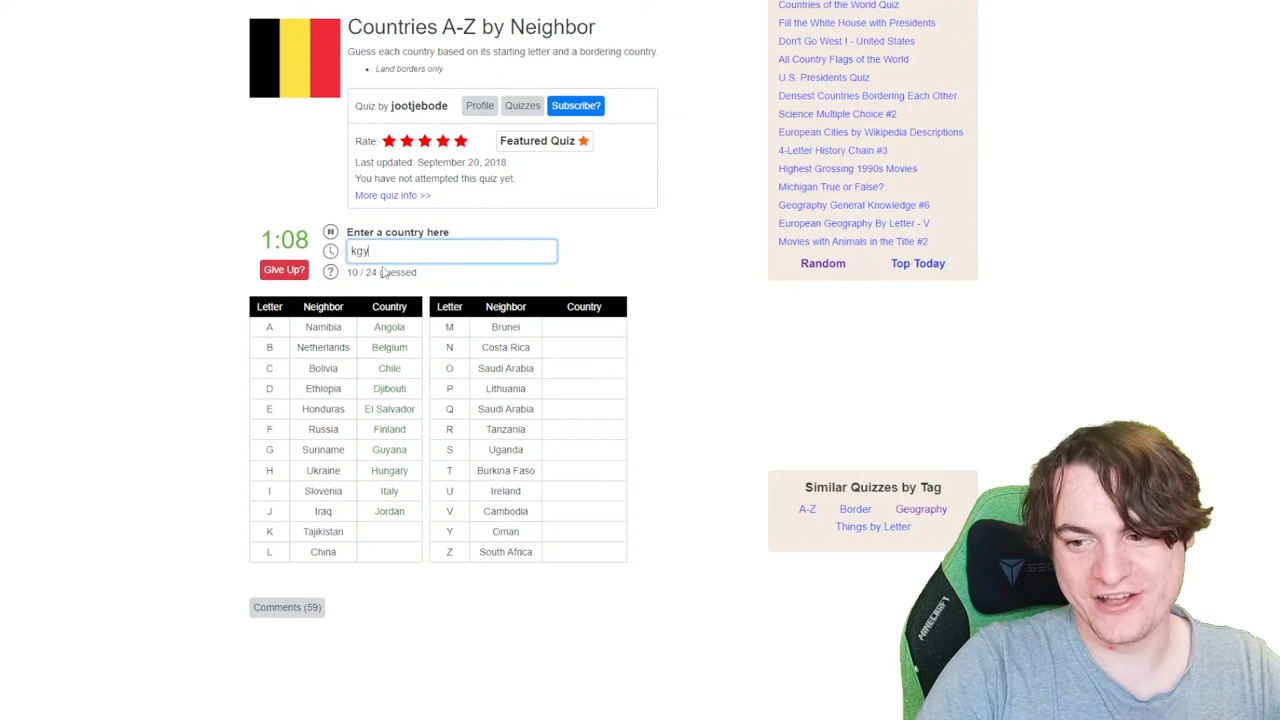 Countries A-Z by Neighbor
Guess each country based on its starting letter and a bordering country.
Land borders only
Quiz by jootjebode Profile Quizzes Subscribe?
Rate: Featured Quiz
Last updated: September 20, 2018
You have not attempted this quiz yet.
More quiz info >>
1:08
Give Up?
Enter a country here
kgy
10 / 24 guessed
Letter Neighbor Country
A Namibia Angola
B Netherlands Belgium
C Bolivia Chile
D Ethiopia Djibouti
E Honduras El Salvador
F Russia Finland
G Suriname Guyana
H Ukraine Hungary
I Slovenia Italy
J Iraq Jordan
K Tajikistan
L China
Letter Neighbor Country
M Brunei
N Costa Rica
O Saudi Arabia
P Lithuania
Q Saudi Arabia
R Tanzania
S Uganda
T Burkina Faso
U Ireland
V Cambodia
Y Oman
Z South Africa
Comments (59)
Countries of the World Quiz
Fill the White House with Presidents
Don't Go West ! - United States
All Country Flags of the World
U.S. Presidents Quiz
Densest Countries Bordering Each Other
Science Multiple Choice #2
European Cities by Wikipedia Descriptions
4-Letter History Chain #3
Highest Grossing 1990s Movies
Michigan True or False?
Geography General Knowledge #6
European Geography By Letter - V
Movies with Animals in the Title #2
Random Top Today
Similar Quizzes by Tag
A-Z Border Geography
Things by Letter
MINECRAFT